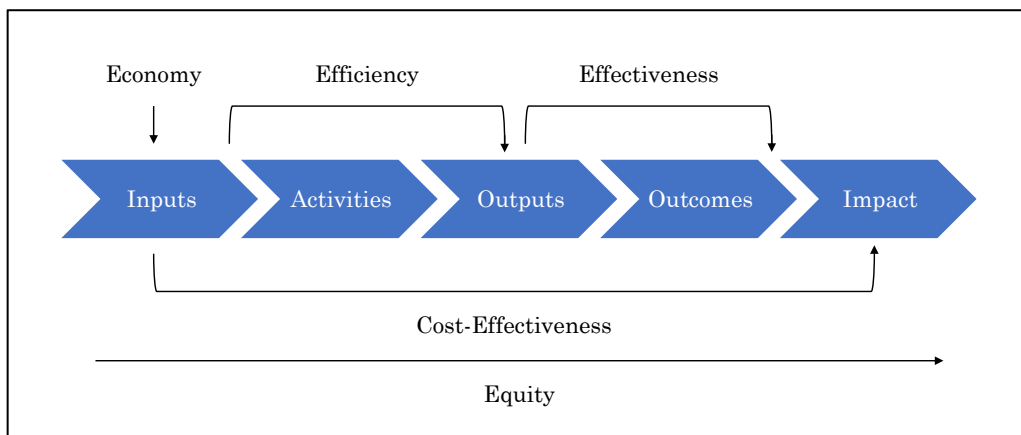 Economy
Efficiency
Effectiveness
Inputs
Activities
Outputs
Outcomes
Impact
Cost-Effectiveness
Equity